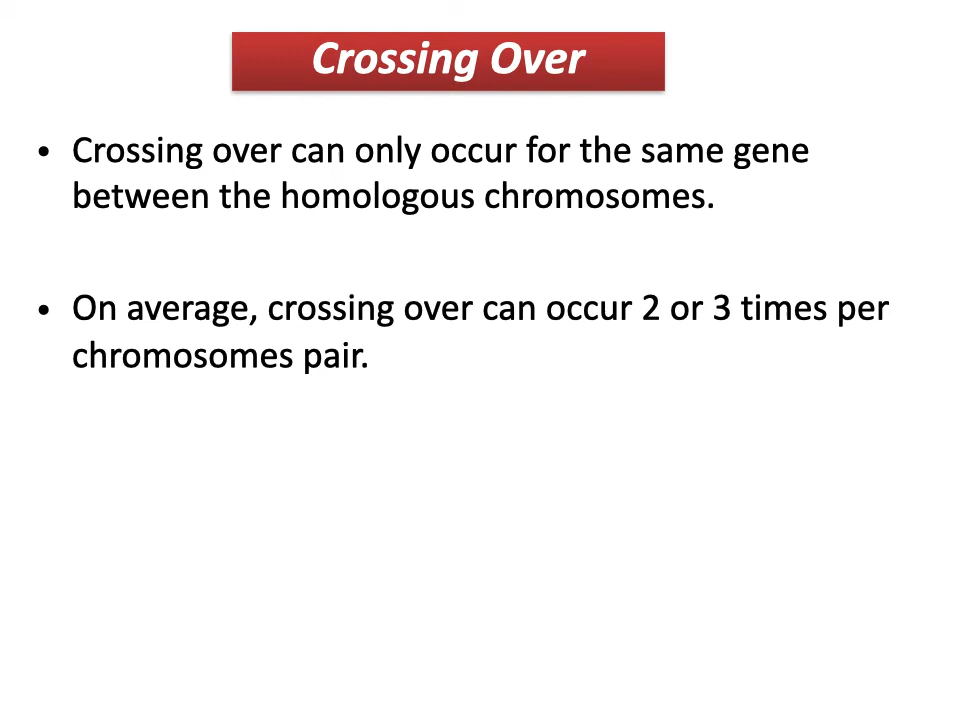 Crossing Over
• Crossing over can only occur for the same gene
between the homologous chromosomes.
• On average, crossing over can occur 2 or 3 times per
chromosomes pair.